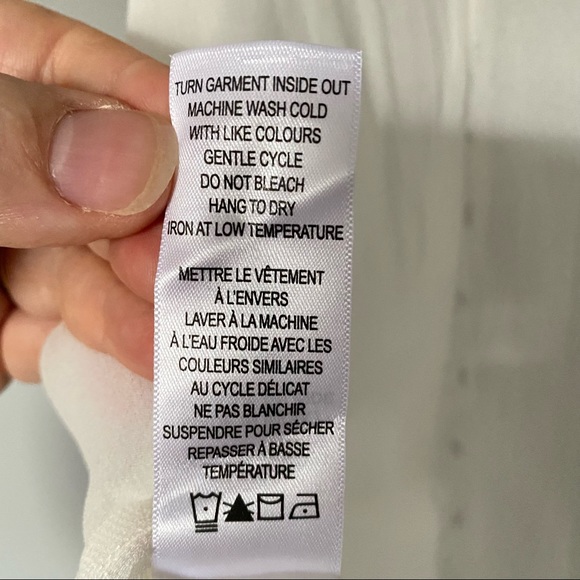 TURN GARMENT INSIDE OUT
MACHINE WASH COLD
WITH LIKE COLOURS
GENTLE CYCLE
DO NOT BLEACH
HANG TO DRY
IRON AT LOW TEMPERATURE
METTRE LE VÊTEMENT
À L'ENVERS
LAVER À LA MACHINE
À L'EAU FROIDE AVEC LES
COULEURS SIMILAIRES
AU CYCLE DÉLICAT
NE PAS BLANCHIR
SUSPENDRE POUR SÉCHER
REPASSER À BASSE
TEMPÉRATURE